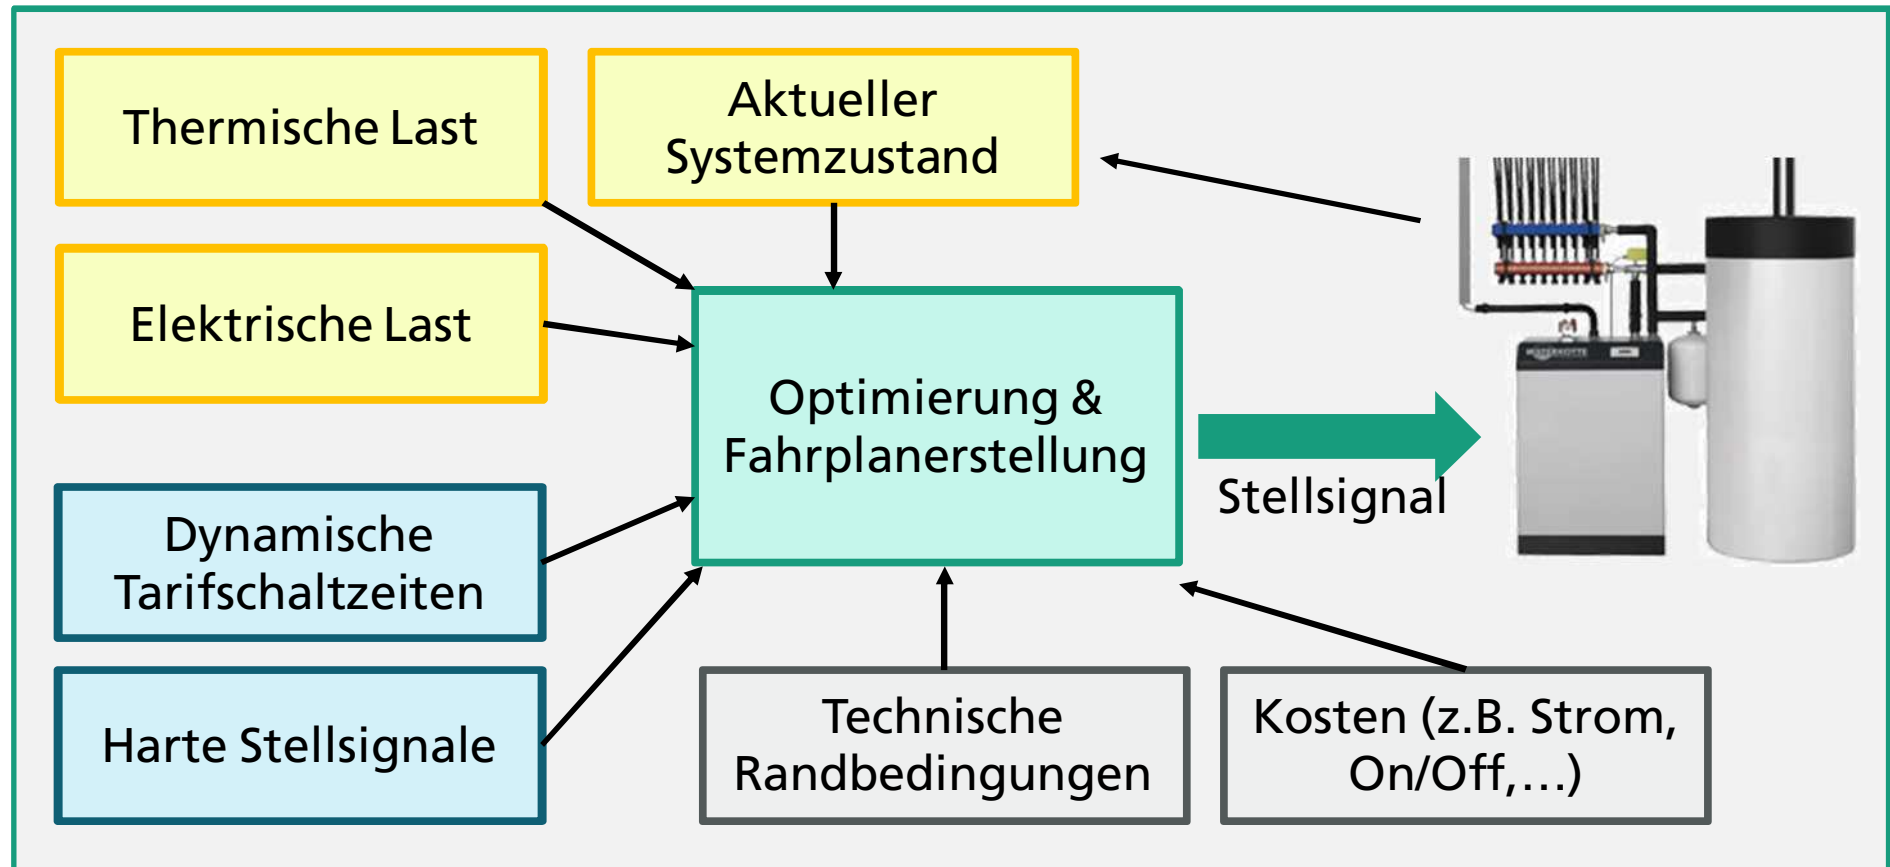 Thermische Last
Aktueller
Systemzustand
Elektrische Last
Optimierung &
Fahrplanerstellung
Stellsignal
Dynamische
Tarifschaltzeiten
Harte Stellsignale
Technische
Randbedingungen
Kosten (z.B. Strom,
On/Off,…)